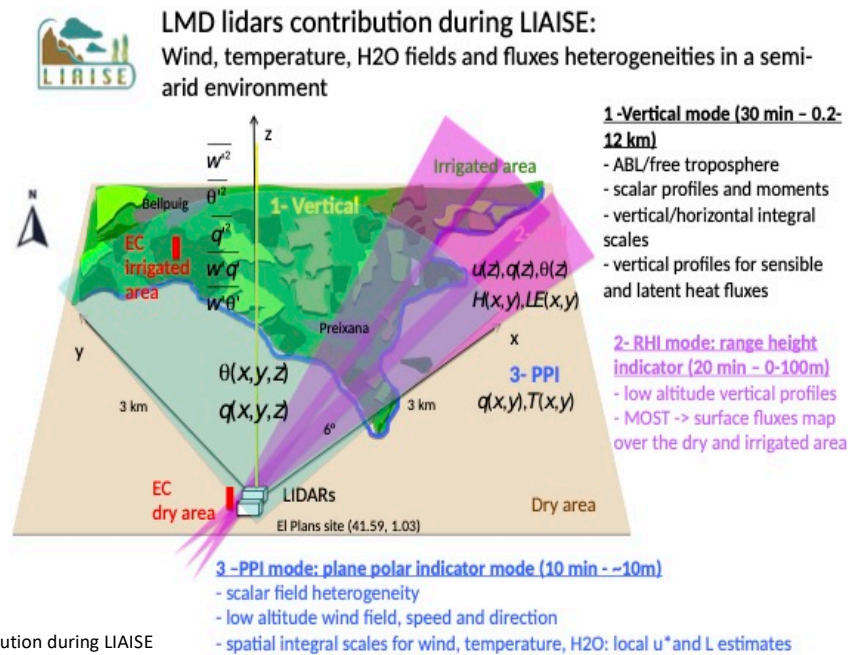 LIAISE
LMD lidars contribution during LIAISE:
Wind, temperature, H2O fields and fluxes heterogeneities in a semi-
arid environment
1 -Vertical mode (30 min – 0.2-
12 km)
- ABL/free troposphere
- scalar profiles and moments
- vertical/horizontal integral
scales
- vertical profiles for sensible
and latent heat fluxes
2- RHI mode: range height
indicator (20 min – 0-100m)
- low altitude vertical profiles
- MOST -> surface fluxes map
over the dry and irrigated area
N
z
w'²
θ'²
q'²
w'q'
w'θ'
Irrigated area
Bellpuig
1- Vertical
EC
irrigated
area
u(z),q(z),θ(z)
H(x,y),LE(x,y)
Preixana
x
y
θ(x,y,z)
q(x,y,z)
3- PPI
q(x,y),T(x,y)
3 km
3 km
6°
EC
dry area
LIDARs
El Plans site (41.59, 1.03)
Dry area
3 –PPI mode: plane polar indicator mode (10 min - ~10m)
- scalar field heterogeneity
- low altitude wind field, speed and direction
- spatial integral scales for wind, temperature, H2O: local u*and L estimates
ution during LIAISE